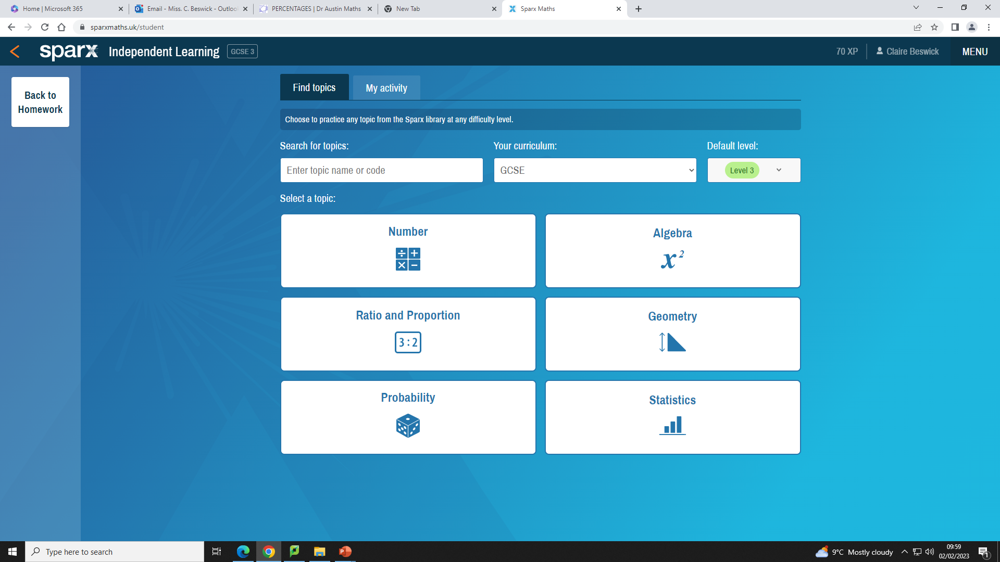 Home | Microsoft 365
Email - Miss. C. Beswick - Outloo
PERCENTAGES | Dr Austin Maths
New Tab
Sparx Maths
sparxmaths.uk/student
sparx Independent Learning GCSE 3
70 XP
Claire Beswick
MENU
Back to
Homework
Find topics
My activity
Choose to practice any topic from the Sparx library at any difficulty level.
Search for topics:
Your curriculum:
Default level:
Enter topic name or code
GCSE
Level 3
Select a topic:
Number
÷ +
× −
Algebra
x²
Ratio and Proportion
3 : 2
Geometry
Probability
Statistics
Type here to search
9°C Mostly cloudy
09:59
02/02/2023
1